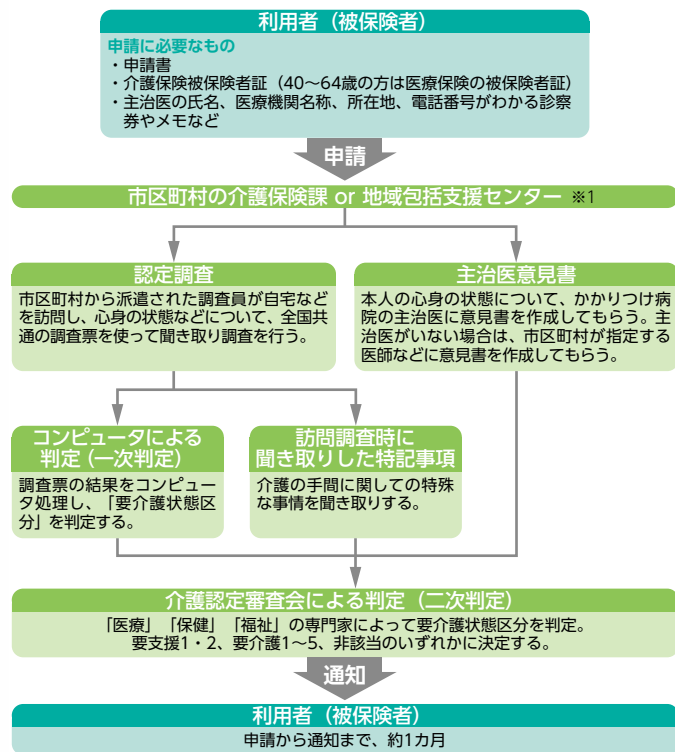 利用者（被保険者）
申請に必要なもの
・申請書
・介護保険被保険者証（40〜64歳の方は医療保険の被保険者証）
・主治医の氏名、医療機関名称、所在地、電話番号がわかる診察
券やメモなど
申請
市区町村の介護保険課 or 地域包括支援センター ※1
認定調査
市区町村から派遣された調査員が自宅など
を訪問し、心身の状態などについて、全国共
通の調査票を使って聞き取り調査を行う。
主治医意見書
本人の心身の状態について、かかりつけ病
院の主治医に意見書を作成してもらう。主
治医がいない場合は、市区町村が指定する
医師などに意見書を作成してもらう。
コンピュータによる
判定（一次判定）
調査票の結果をコンピュー
タ処理し、「要介護状態区
分」を判定する。
訪問調査時に
聞き取りした特記事項
介護の手間に関しての特殊
な事情を聞き取りする。
介護認定審査会による判定（二次判定）
「医療」「保健」「福祉」の専門家によって要介護状態区分を判定。
要支援1・2、要介護1〜5、非該当のいずれかに決定する。
通知
利用者（被保険者）
申請から通知まで、約1カ月